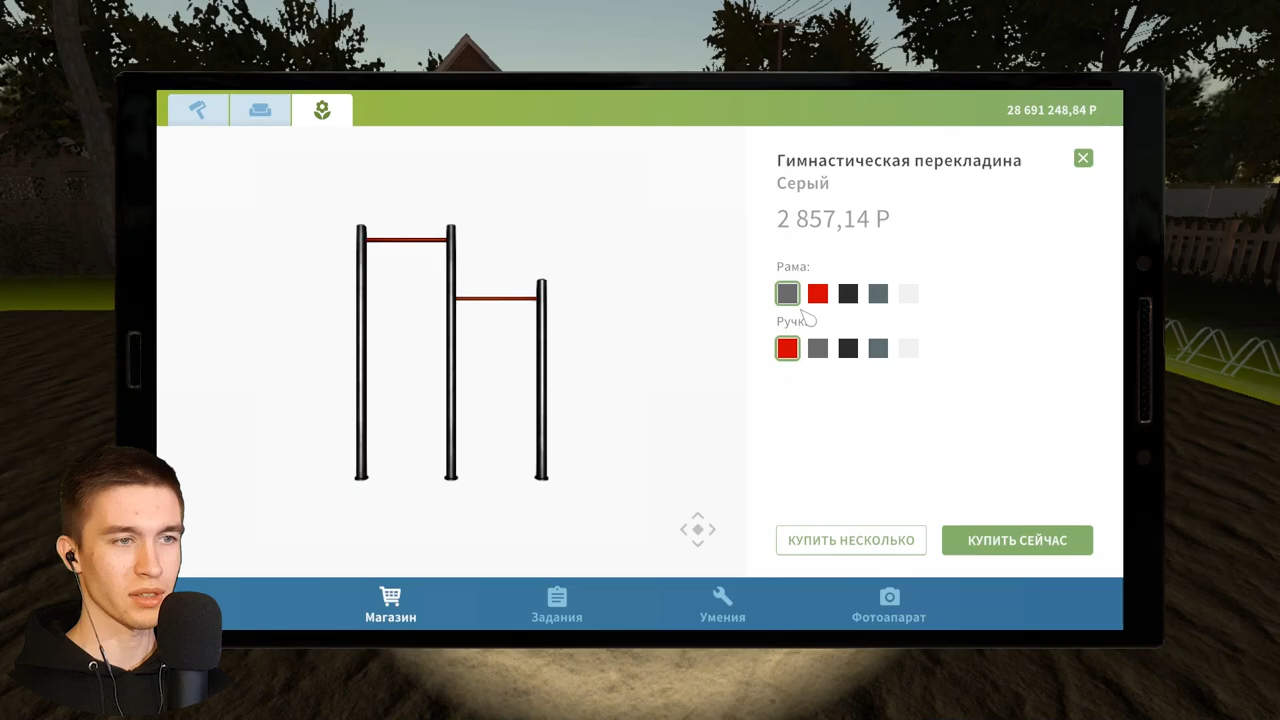 28 691 248,84 Р
Гимнастическая перекладина
Серый
2 857,14 Р
Рама:
Ручк
КУПИТЬ НЕСКОЛЬКО
КУПИТЬ СЕЙЧАС
Магазин
Задания
Умения
Фотоапарат